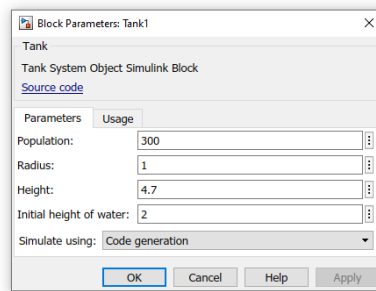 Block Parameters: Tank1
Tank
Tank System Object Simulink Block
Source code
Parameters Usage
Population: 300
Radius: 1
Height: 4.7
Initial height of water: 2
Simulate using: Code generation
OK Cancel Help Apply